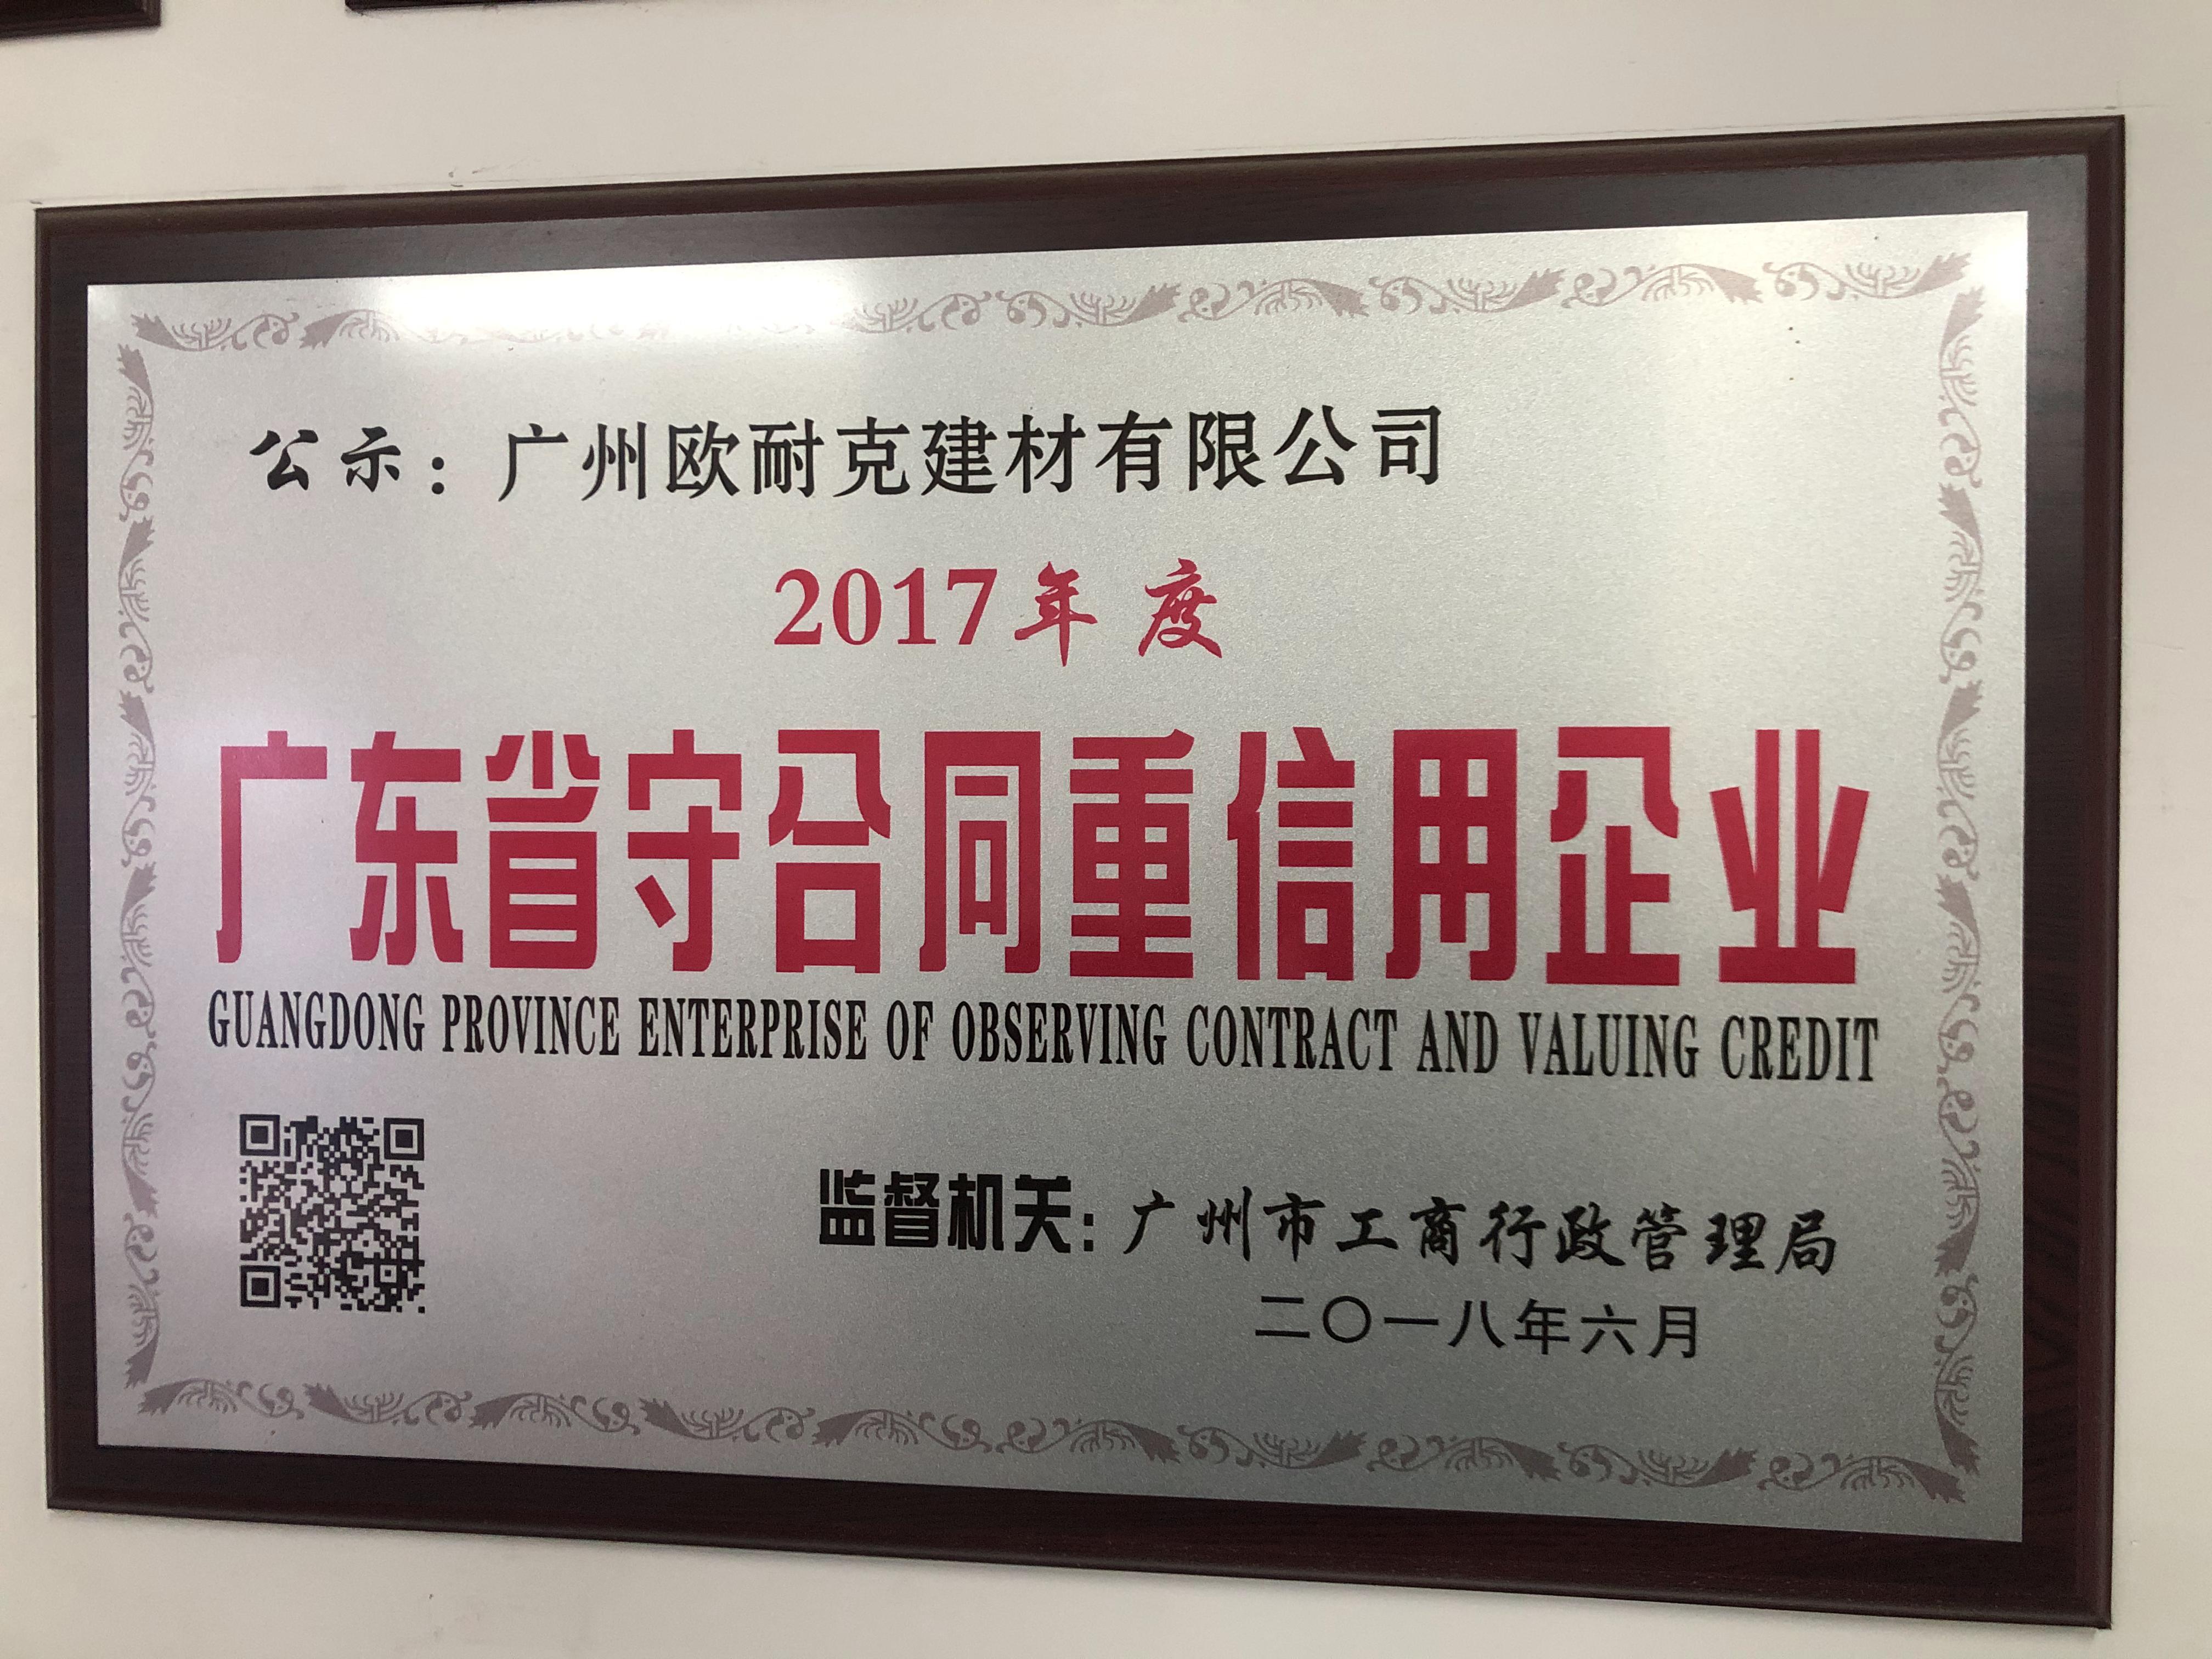 公示：广州欧耐克建材有限公司
2017年度
广东省守合同重信用企业
GUANGDONG PROVINCE ENTERPRISE OF OBSERVING CONTRACT AND VALUING CREDIT
监督机关：广州市工商行政管理局
二〇一八年六月